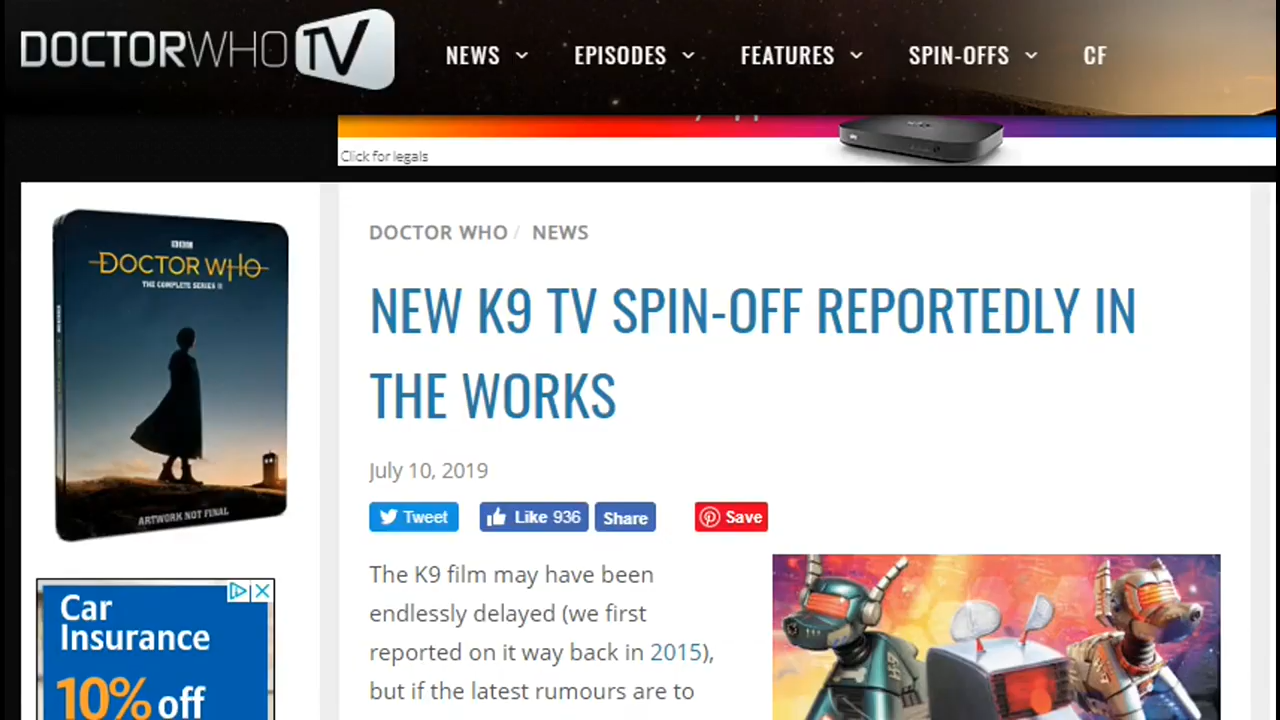 DOCTORWHO TV
NEWS EPISODES FEATURES SPIN-OFFS CF
Click for legals
BBC
DOCTOR WHO
THE COMPLETE SERIES 11
ARTWORK NOT FINAL
DOCTOR WHO / NEWS
NEW K9 TV SPIN-OFF REPORTEDLY IN
THE WORKS
July 10, 2019
Tweet Like 936 Share Save
The K9 film may have been
endlessly delayed (we first
reported on it way back in 2015),
but if the latest rumours are to
Car
Insurance
10% off